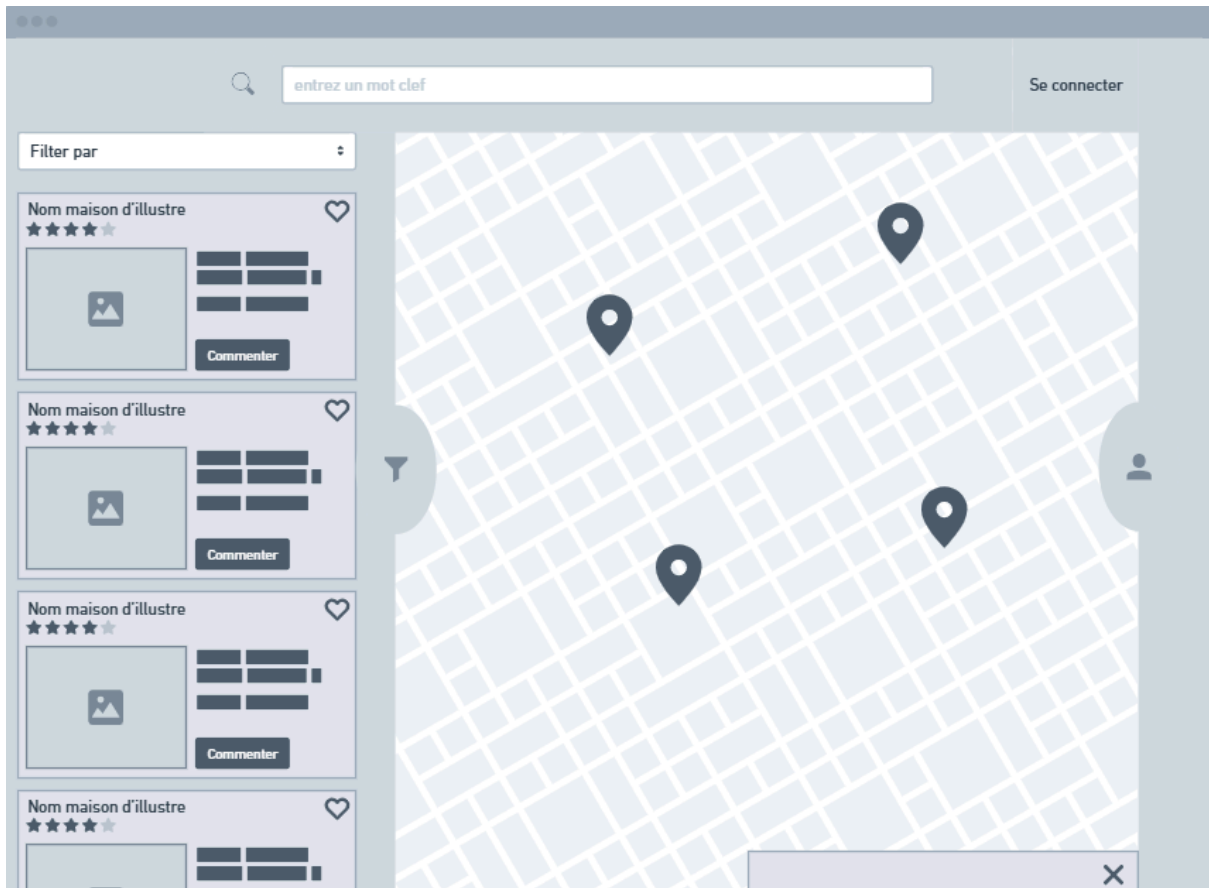 entrez un mot clef
Se connecter
Filter par
Nom maison d'illustre
Commenter
Nom maison d'illustre
Commenter
Nom maison d'illustre
Commenter
Nom maison d'illustre